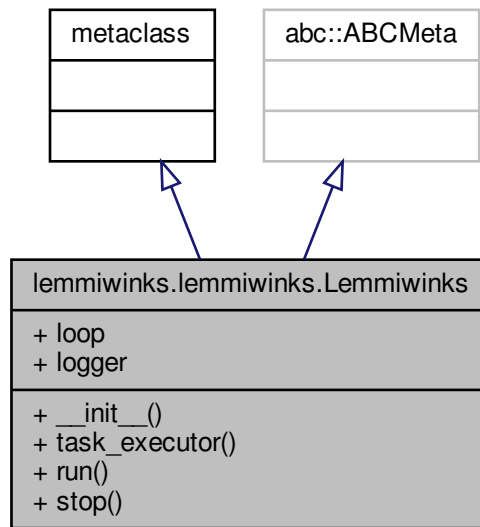 metaclass
abc::ABCMeta
lemmiwinks.lemmiwinks.Lemmiwinks
+ loop
+ logger
+ __init__()
+ task_executor()
+ run()
+ stop()